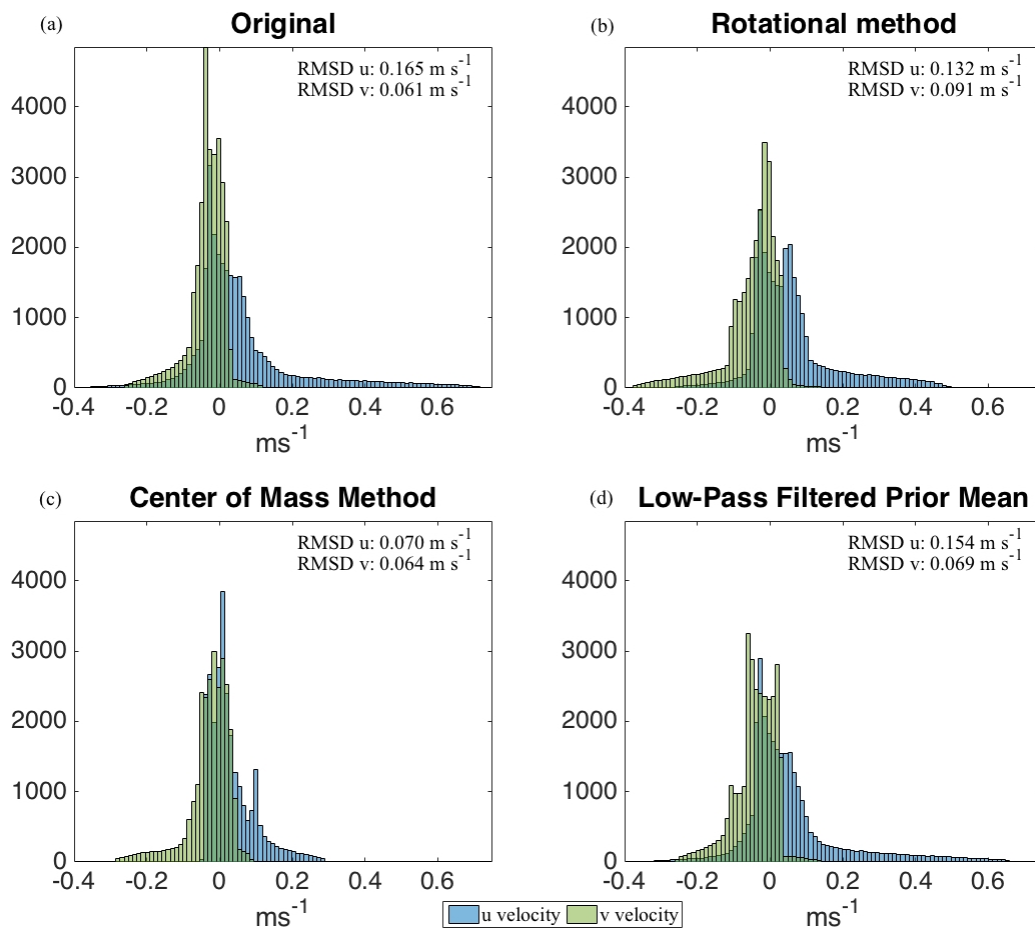 (a) Original
RMSD u: 0.165 m s⁻¹
RMSD v: 0.061 m s⁻¹
4000
3000
2000
1000
0
-0.4 -0.2 0 0.2 0.4 0.6
ms⁻¹
(b) Rotational method
RMSD u: 0.132 m s⁻¹
RMSD v: 0.091 m s⁻¹
4000
3000
2000
1000
0
-0.4 -0.2 0 0.2 0.4 0.6
ms⁻¹
(c) Center of Mass Method
RMSD u: 0.070 m s⁻¹
RMSD v: 0.064 m s⁻¹
4000
3000
2000
1000
0
-0.4 -0.2 0 0.2 0.4 0.6
ms⁻¹
(d) Low-Pass Filtered Prior Mean
RMSD u: 0.154 m s⁻¹
RMSD v: 0.069 m s⁻¹
4000
3000
2000
1000
0
-0.4 -0.2 0 0.2 0.4 0.6
ms⁻¹
u velocity v velocity